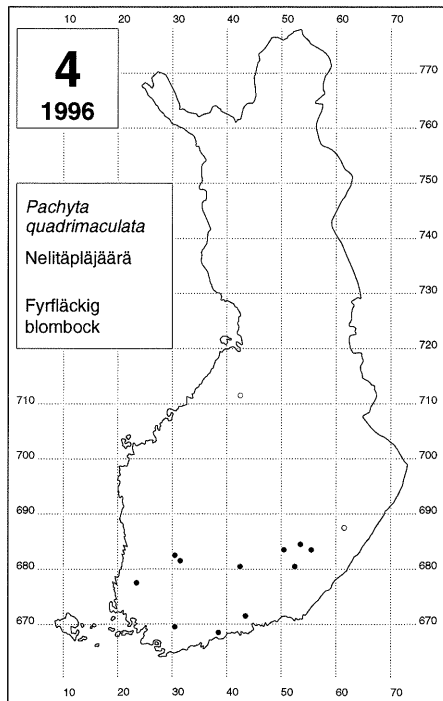 10 20 30 40 50 60 70
4
1996
770
760
Pachyta
quadrimaculata
Nelitäpläjäärä
Fyrfläckig
blombock
750
740
730
720
710 710
700 700
690 690
680 680
670 670
10 20 30 40 50 60 70